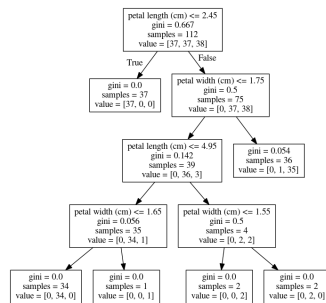 petal length (cm) <= 2.45
gini = 0.667
samples = 112
value = [37, 37, 38]
True
False
gini = 0.0
samples = 37
value = [37, 0, 0]
petal width (cm) <= 1.75
gini = 0.5
samples = 75
value = [0, 37, 38]
petal length (cm) <= 4.95
gini = 0.142
samples = 39
value = [0, 36, 3]
gini = 0.054
samples = 36
value = [0, 1, 35]
petal width (cm) <= 1.65
gini = 0.056
samples = 35
value = [0, 34, 1]
petal width (cm) <= 1.55
gini = 0.5
samples = 4
value = [0, 2, 2]
gini = 0.0
samples = 34
value = [0, 34, 0]
gini = 0.0
samples = 1
value = [0, 0, 1]
gini = 0.0
samples = 2
value = [0, 0, 2]
gini = 0.0
samples = 2
value = [0, 2, 0]